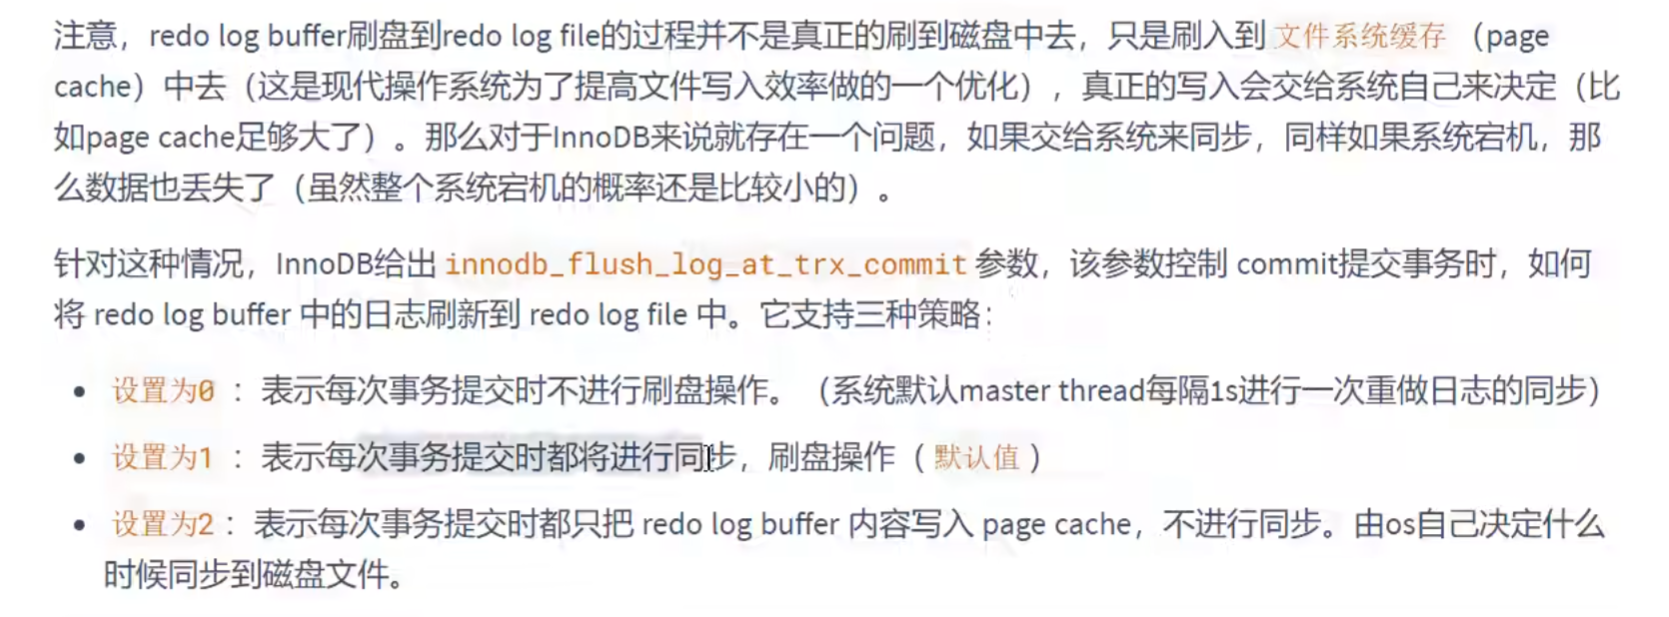 注意，redo log buffer刷盘到redo log file的过程并不是真正的刷到磁盘中去，只是刷入到 文件系统缓存 （page
cache）中去（这是现代操作系统为了提高文件写入效率做的一个优化），真正的写入会交给系统自己来决定（比
如page cache足够大了）。那么对于InnoDB来说就存在一个问题，如果交给系统来同步，同样如果系统宕机，那
么数据也丢失了（虽然整个系统宕机的概率还是比较小的）。
针对这种情况，InnoDB给出 innodb_flush_log_at_trx_commit 参数，该参数控制 commit提交事务时，如何
将 redo log buffer 中的日志刷新到 redo log file 中。它支持三种策略：
• 设置为0 ：表示每次事务提交时不进行刷盘操作。（系统默认master thread每隔1s进行一次重做日志的同步）
• 设置为1 ：表示每次事务提交时都将进行同步，刷盘操作（ 默认值 ）
• 设置为2 ：表示每次事务提交时都只把 redo log buffer 内容写入 page cache，不进行同步。由os自己决定什么
时候同步到磁盘文件。